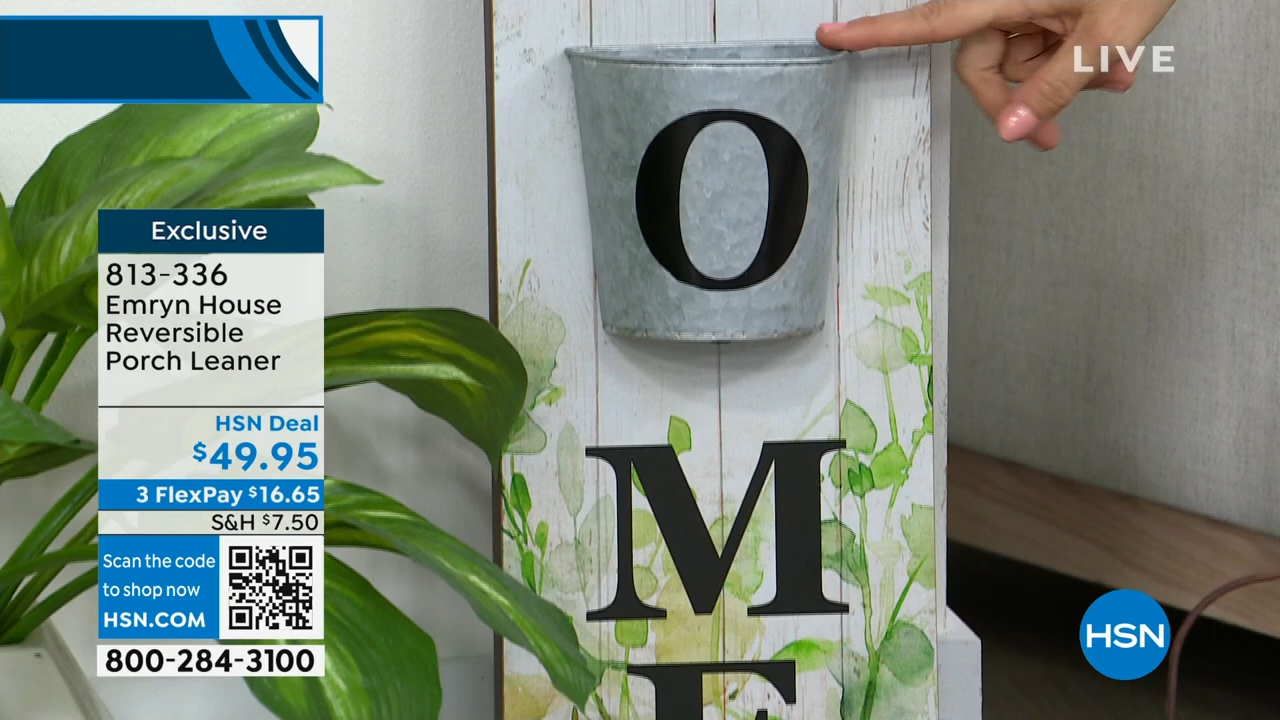 LIVE
Exclusive
813-336
Emryn House
Reversible
Porch Leaner
HSN Deal
$49.95
3 FlexPay $16.65
S&H $7.50
Scan the code
to shop now
HSN.COM
800-284-3100
O
M
E
HSN